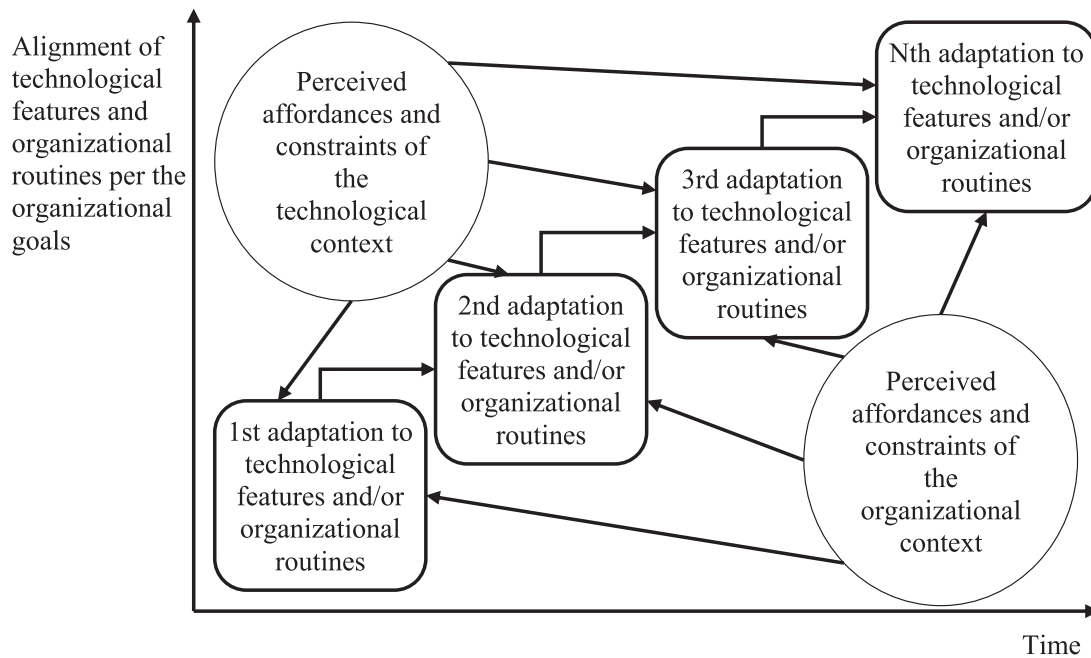 Alignment of
technological
features and
organizational
routines per the
organizational
goals
Perceived
affordances and
constraints of
the
technological
context
Nth adaptation to
technological
features and/or
organizational
routines
3rd adaptation
to technological
features and/or
organizational
routines
2nd adaptation
to technological
features and/or
organizational
routines
1st adaptation to
technological
features and/or
organizational
routines
Perceived
affordances and
constraints of
the
organizational
context
Time